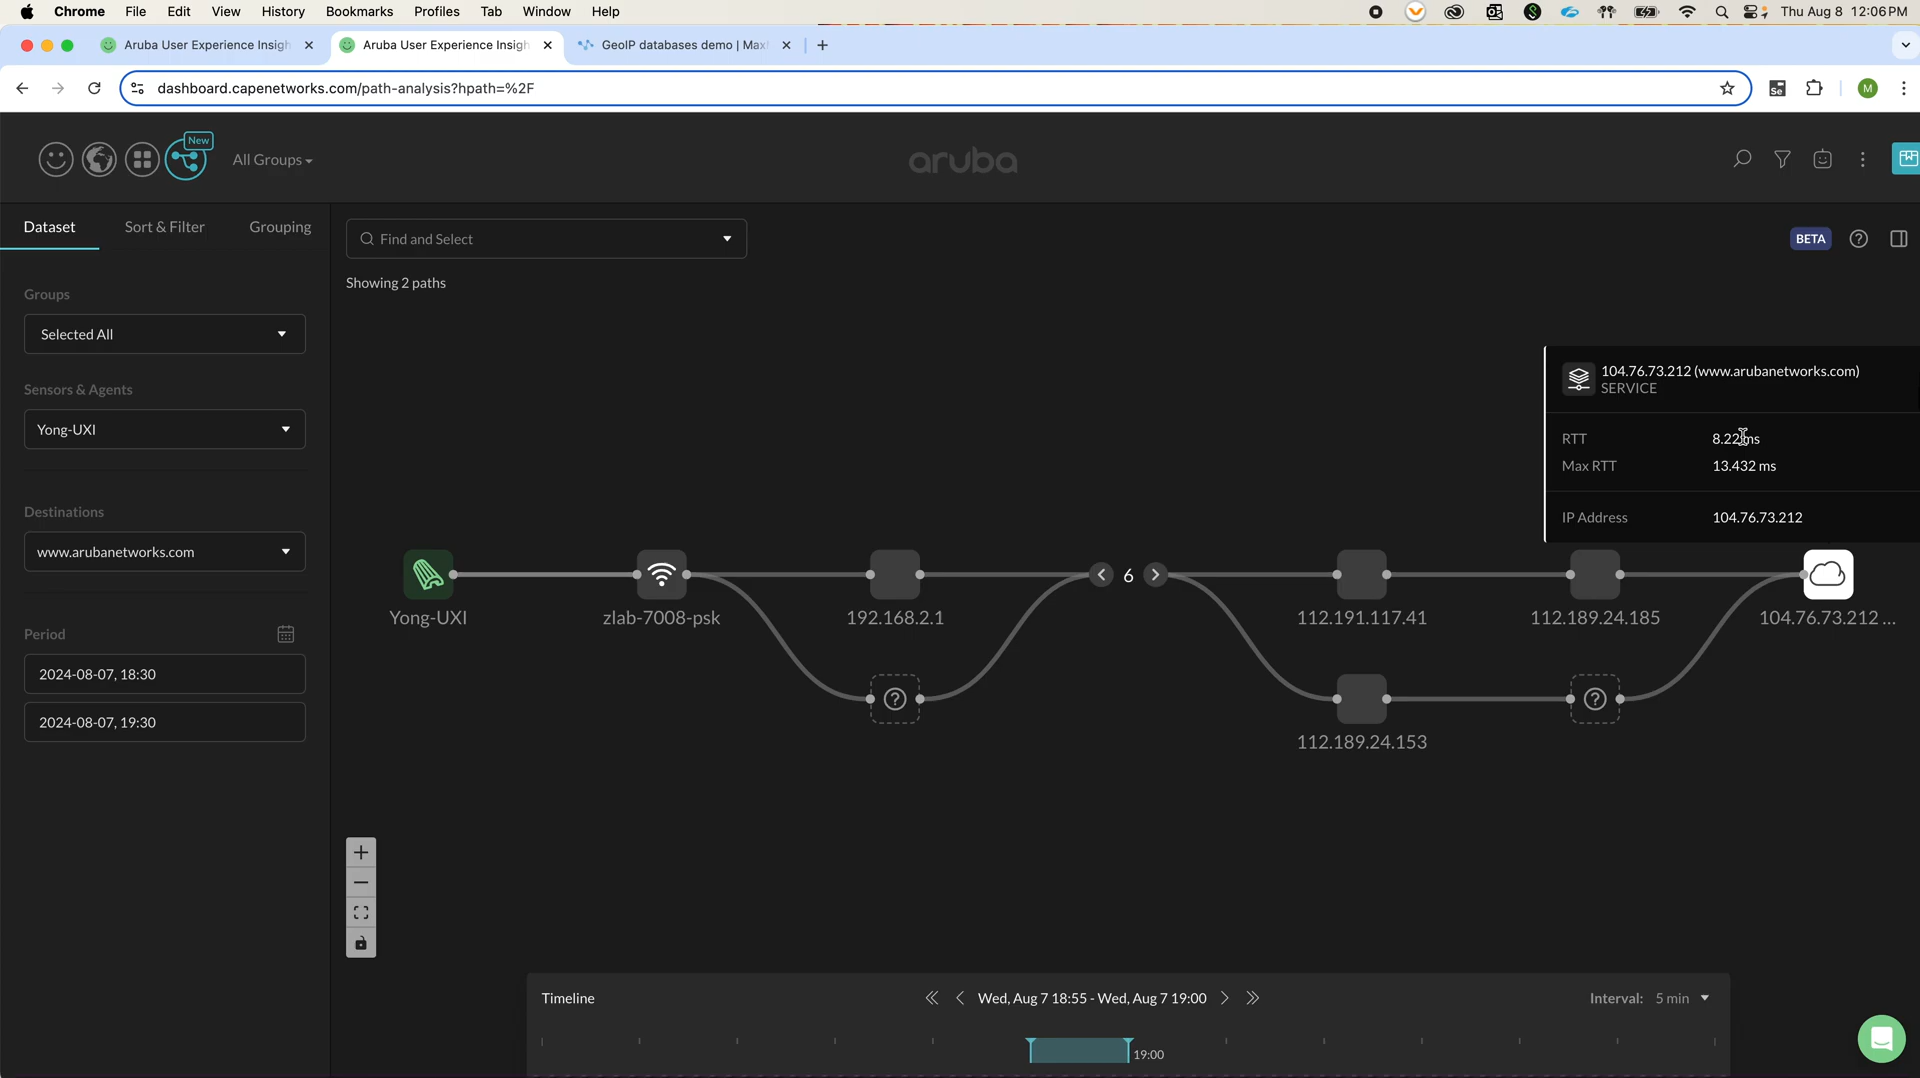 Chrome File Edit View History Bookmarks Profiles Tab Window Help Thu Aug 8 12:06 PM
Aruba User Experience Insigh Aruba User Experience Insigh GeoIP databases demo | Max
dashboard.capenetworks.com/path-analysis?hpath=%2F Se M
New
All Groups
aruba
Dataset Sort & Filter Grouping
Find and Select
BETA
Showing 2 paths
Groups
Selected All
Sensors & Agents
Yong-UXI
Destinations
www.arubanetworks.com
Period
2024-08-07, 18:30
2024-08-07, 19:30
104.76.73.212 (www.arubanetworks.com)
SERVICE
RTT 8.22 ms
Max RTT 13.432 ms
IP Address 104.76.73.212
6
Yong-UXI zlab-7008-psk 192.168.2.1 112.191.117.41 112.189.24.185 104.76.73.212 ...
? ?
112.189.24.153
Timeline Wed, Aug 7 18:55 - Wed, Aug 7 19:00 Interval: 5 min
19:00